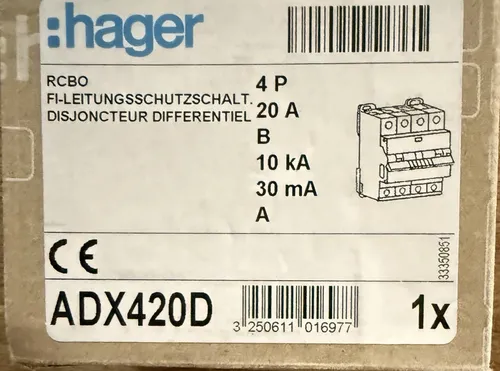 :hager
RCBO
FI-LEITUNGSSCHUTZSCHALT.
DISJONCTEUR DIFFERENTIEL
4 P
20 A
B
10 kA
30 mA
A
33350851
CE
ADX420D
3 250611 016977
1x